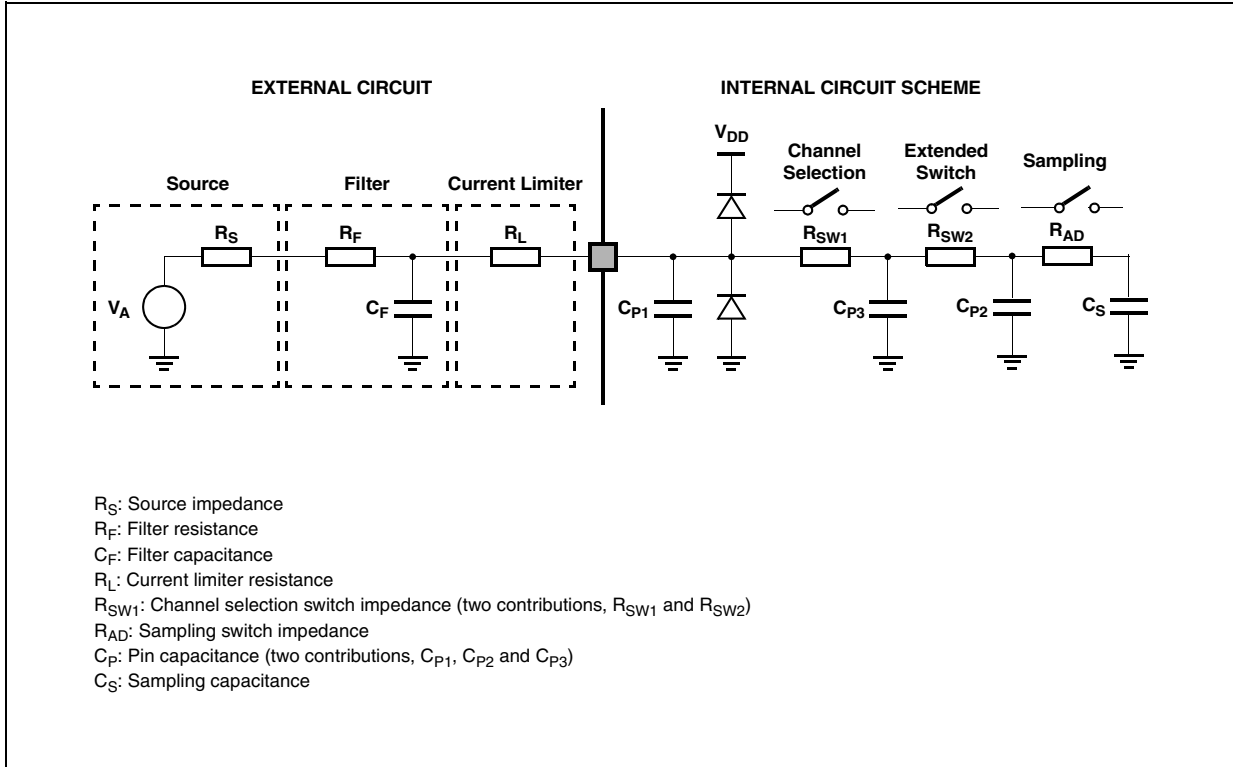 EXTERNAL CIRCUIT
INTERNAL CIRCUIT SCHEME
VDD
Channel
Selection
Extended
Switch
Sampling
Source
Filter
Current Limiter
RS
RF
RL
RSW1
RSW2
RAD
VA
CF
CP1
CP3
CP2
CS
RS: Source impedance
RF: Filter resistance
CF: Filter capacitance
RL: Current limiter resistance
RSW1: Channel selection switch impedance (two contributions, RSW1 and RSW2)
RAD: Sampling switch impedance
CP: Pin capacitance (two contributions, CP1, CP2 and CP3)
CS: Sampling capacitance